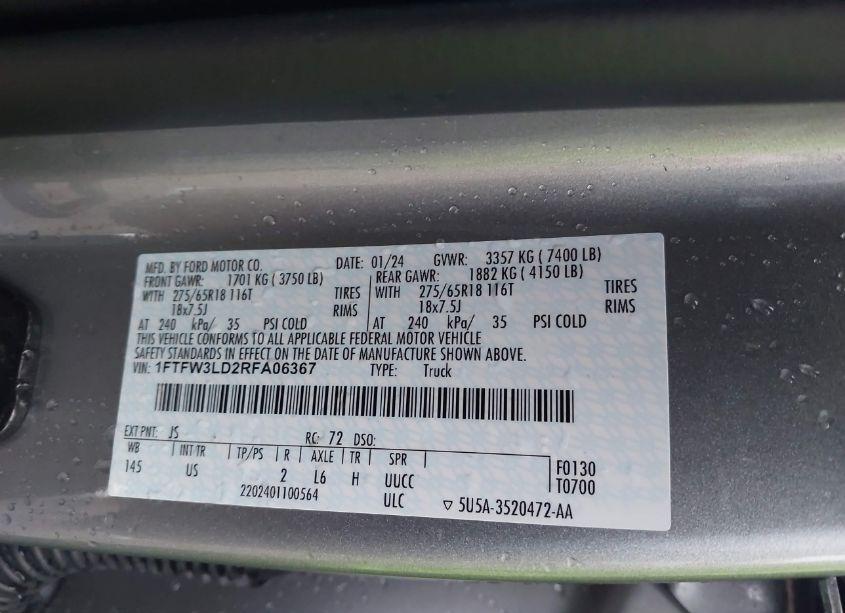 MFD. BY FORD MOTOR CO. DATE: 01/24 GVWR: 3357 KG ( 7400 LB)
FRONT GAWR: 1701 KG ( 3750 LB) REAR GAWR: 1882 KG ( 4150 LB)
WITH 275/65R18 116T TIRES WITH 275/65R18 116T TIRES
18x7.5J RIMS 18x7.5J RIMS
AT 240 kPa/ 35 PSI COLD AT 240 kPa/ 35 PSI COLD
THIS VEHICLE CONFORMS TO ALL APPLICABLE FEDERAL MOTOR VEHICLE
SAFETY STANDARDS IN EFFECT ON THE DATE OF MANUFACTURE SHOWN ABOVE.
VIN: 1FTFW3LD2RFA06367 TYPE: Truck
EXT PNT: JS RC: 72 DSO:
WB INT TR TP/PS R AXLE TR SPR
145 US 2 L6 H UUCC F0130
T0700
2202401100564 ULC ▽ 5U5A-3520472-AA